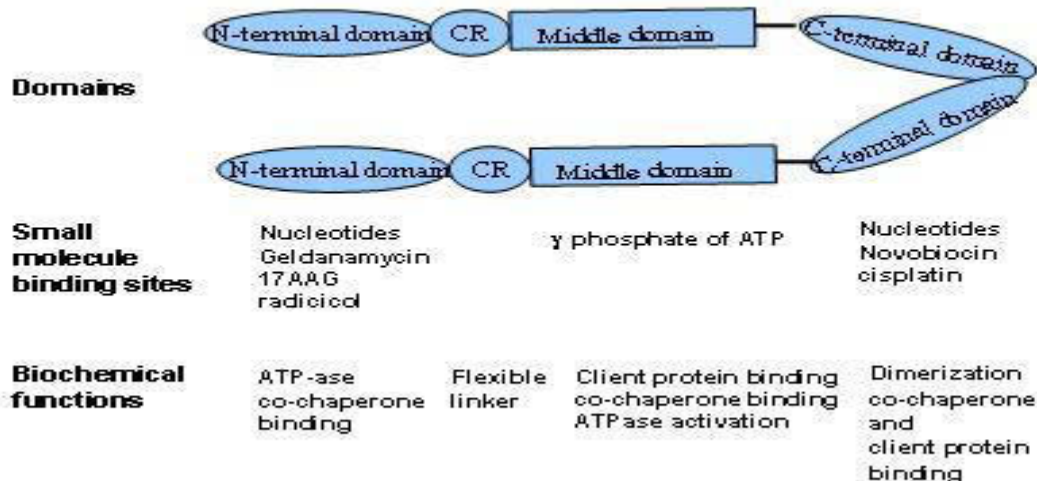 N-terminal domain CR Middle domain C-terminal domain
Domains
C-terminal domain
N-terminal domain CR Middle domain
Small
molecule
binding sites
Nucleotides
Geldanamycin
17AAG
radicicol
γ phosphate of ATP
Nucleotides
Novobiocin
cisplatin
Biochemical
functions
ATP-ase
co-chaperone
binding
Flexible
linker
Client protein binding
co-chaperone binding
ATPase activation
Dimerization
co-chaperone
and
client protein
binding